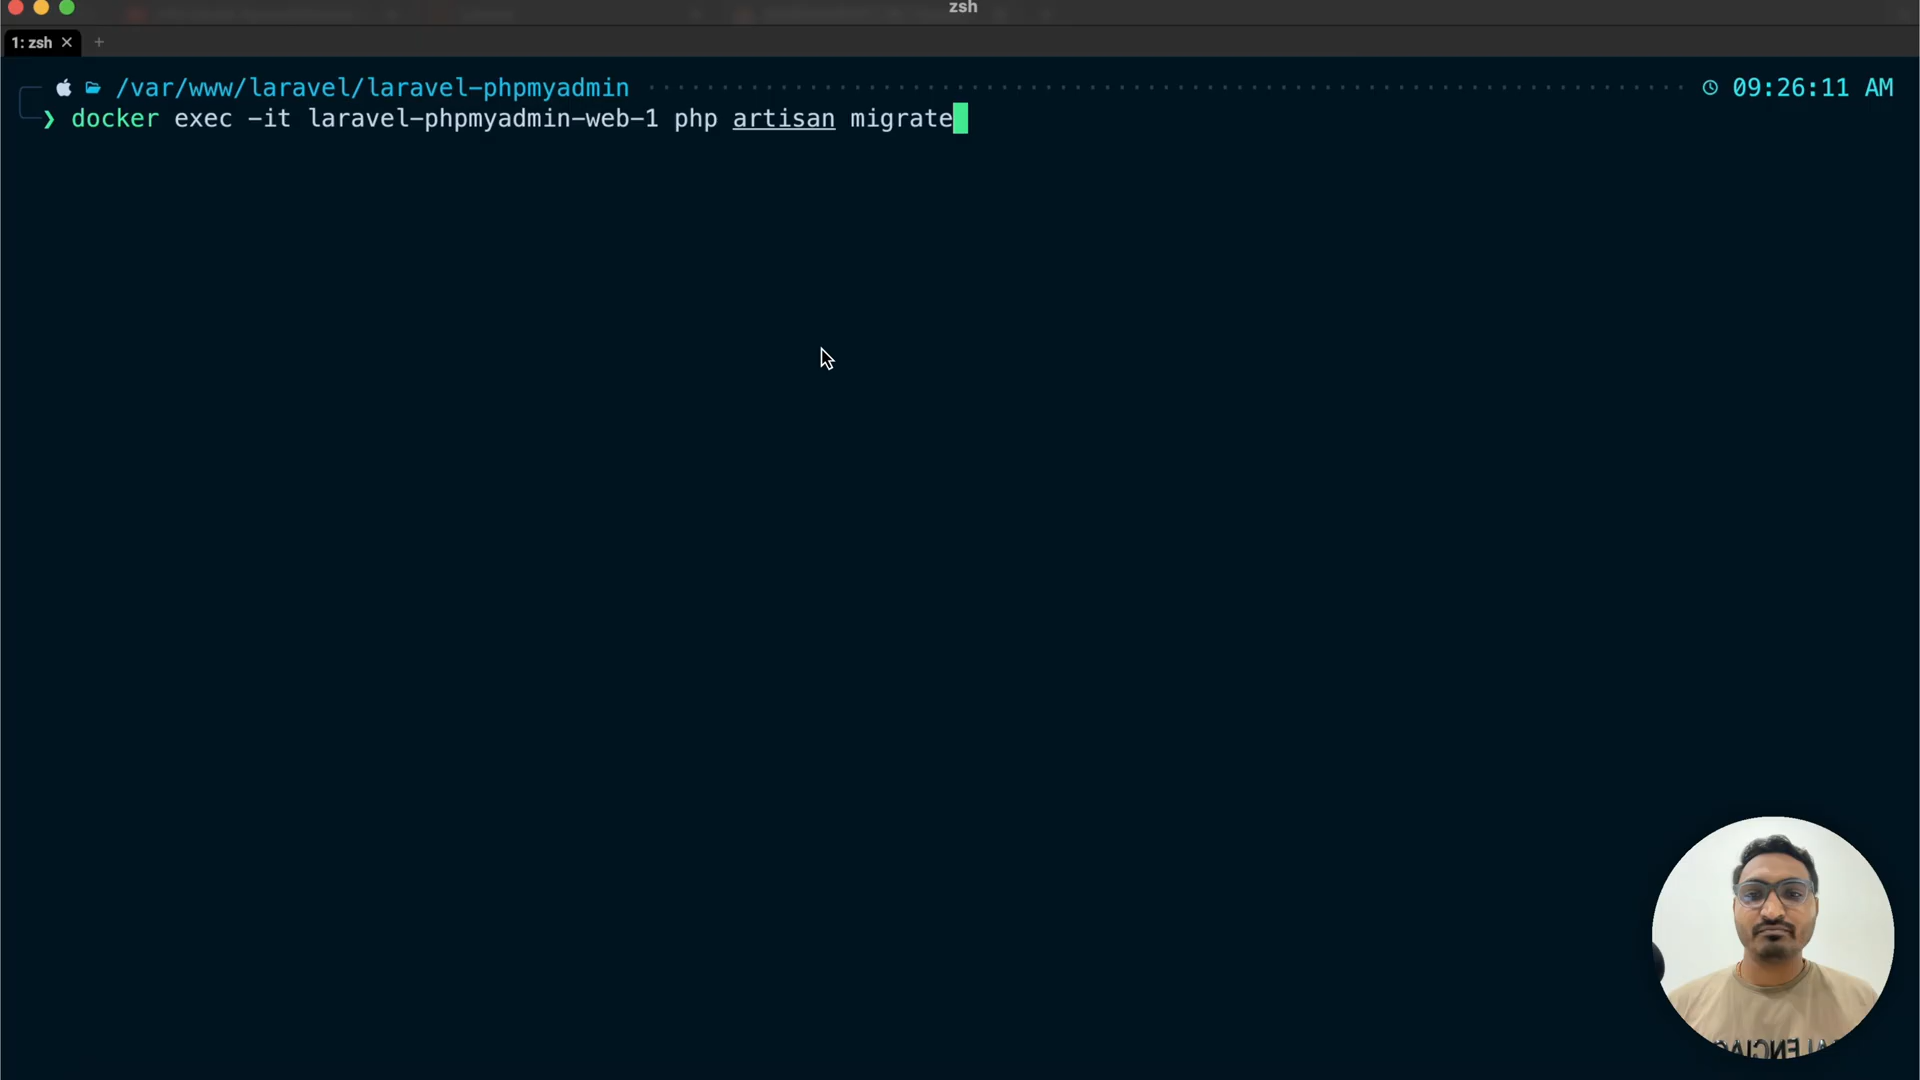 zsh
1: zsh × +
/var/www/laravel/laravel-phpmyadmin 09:26:11 AM
❯ docker exec -it laravel-phpmyadmin-web-1 php artisan migrate